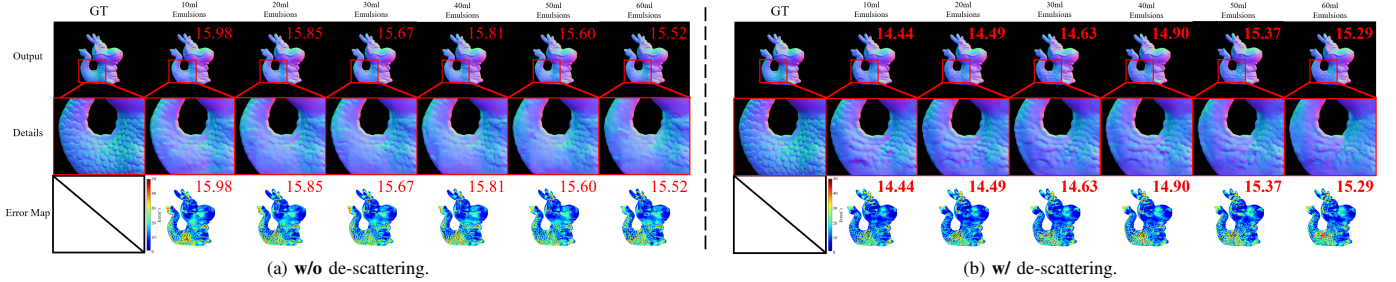 GT 10ml Emulsions 20ml Emulsions 30ml Emulsions 40ml Emulsions 50ml Emulsions 60ml Emulsions
Output 15.98 15.85 15.67 15.81 15.60 15.52
Details
Error Map 15.98 15.85 15.67 15.81 15.60 15.52
(a) w/o de-scattering.
GT 10ml Emulsions 20ml Emulsions 30ml Emulsions 40ml Emulsions 50ml Emulsions 60ml Emulsions
14.44 14.49 14.63 14.90 15.37 15.29
14.44 14.49 14.63 14.90 15.37 15.29
(b) w/ de-scattering.